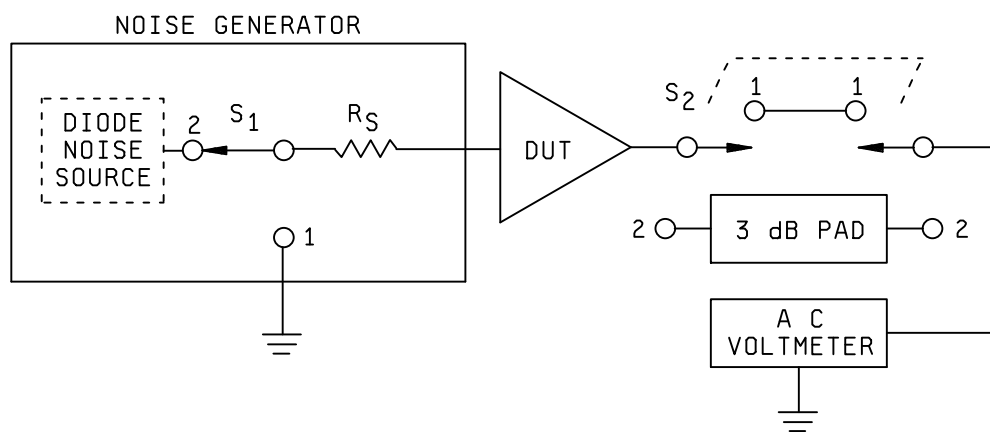 NOISE GENERATOR
DIODE
NOISE
SOURCE
2
S1
RS
1
DUT
S2
1
1
2
3 dB PAD
2
A C
VOLTMETER